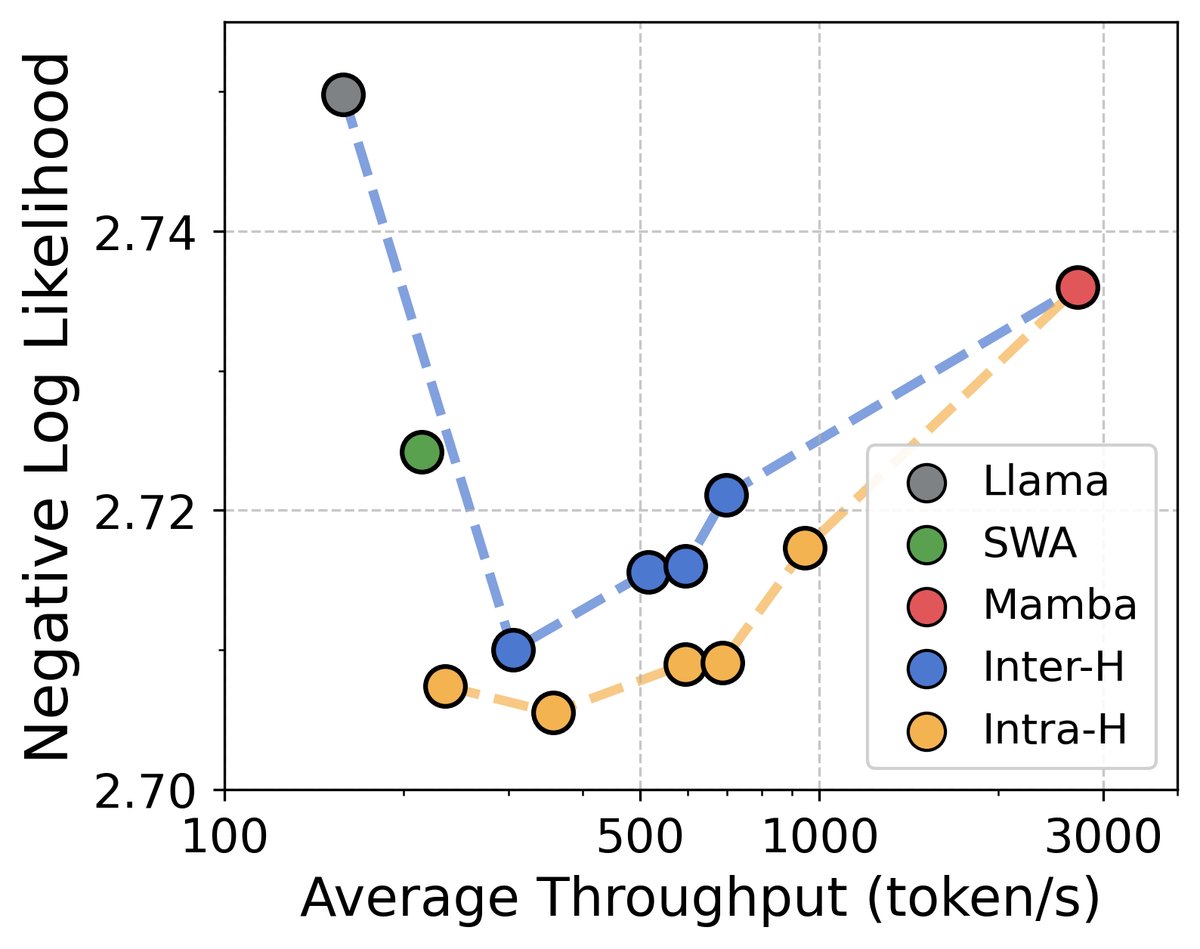 Negative Log Likelihood
2.74
2.72
2.70
100
500
1000
3000
Average Throughput (token/s)
Llama
SWA
Mamba
Inter-H
Intra-H